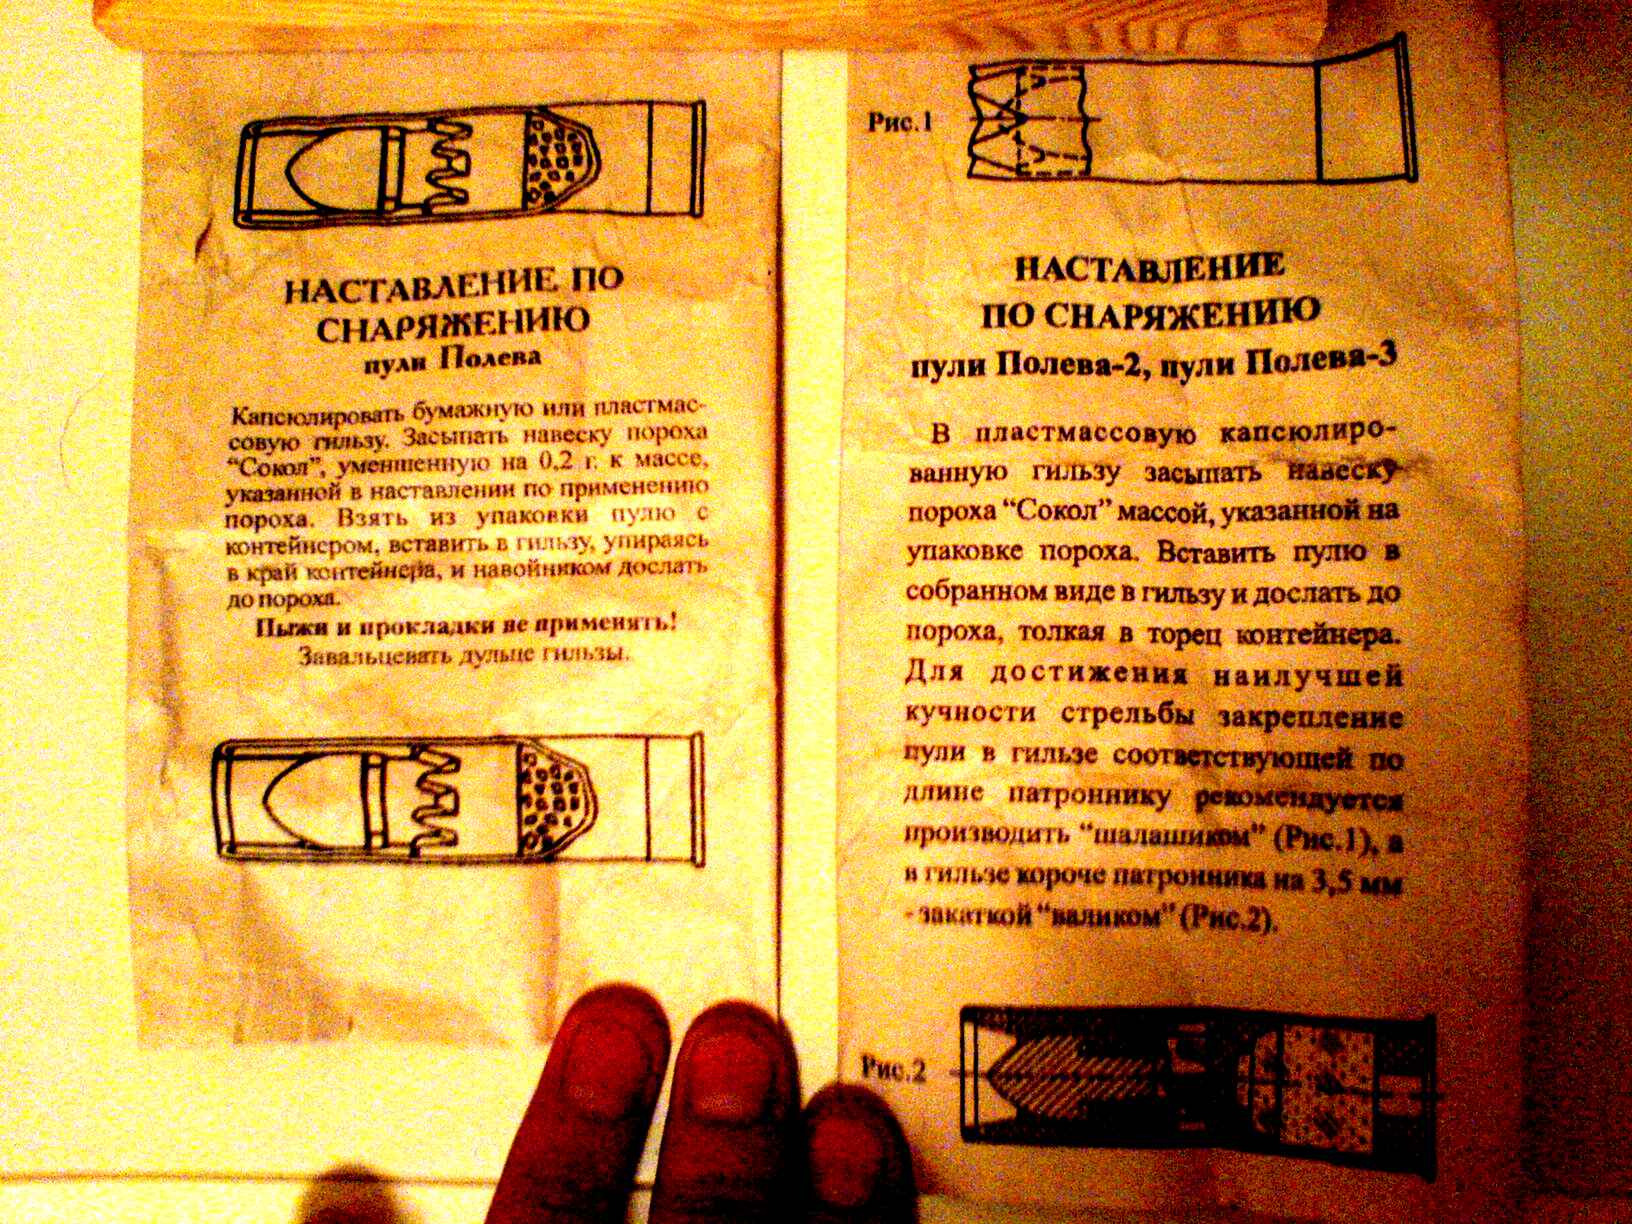 НАСТАВЛЕНИЕ ПО
СНАРЯЖЕНИЮ
пули Полева
Капсюлировать бумажную или пластмас-
совую гильзу. Засыпать навеску пороха
“Сокол”, уменшенную на 0,2 г. к массе,
указанной в наставлении по применению
пороха. Взять из упаковки пулю с
контейнером, вставить в гильзу, упираясь
в край контейнера, и навойником дослать
до пороха.
Пыжи и прокладки не применять!
Завальцевать дульце гильзы.
Рис.1
НАСТАВЛЕНИЕ
ПО СНАРЯЖЕНИЮ
пули Полева-2, пули Полева-3
В пластмассовую капсюлиро-
ванную гильзу засыпать навеску
пороха “Сокол” массой, указанной на
упаковке пороха. Вставить пулю в
собранном виде в гильзу и дослать до
пороха, толкая в торец контейнера.
Для достижения наилучшей
кучности стрельбы закрепление
пули в гильзе соответствующей по
длине патроннику рекомендуется
производить “шалашиком” (Рис.1), а
в гильзе короче патронника на 3,5 мм
- закаткой “валиком” (Рис.2).
Рис.2